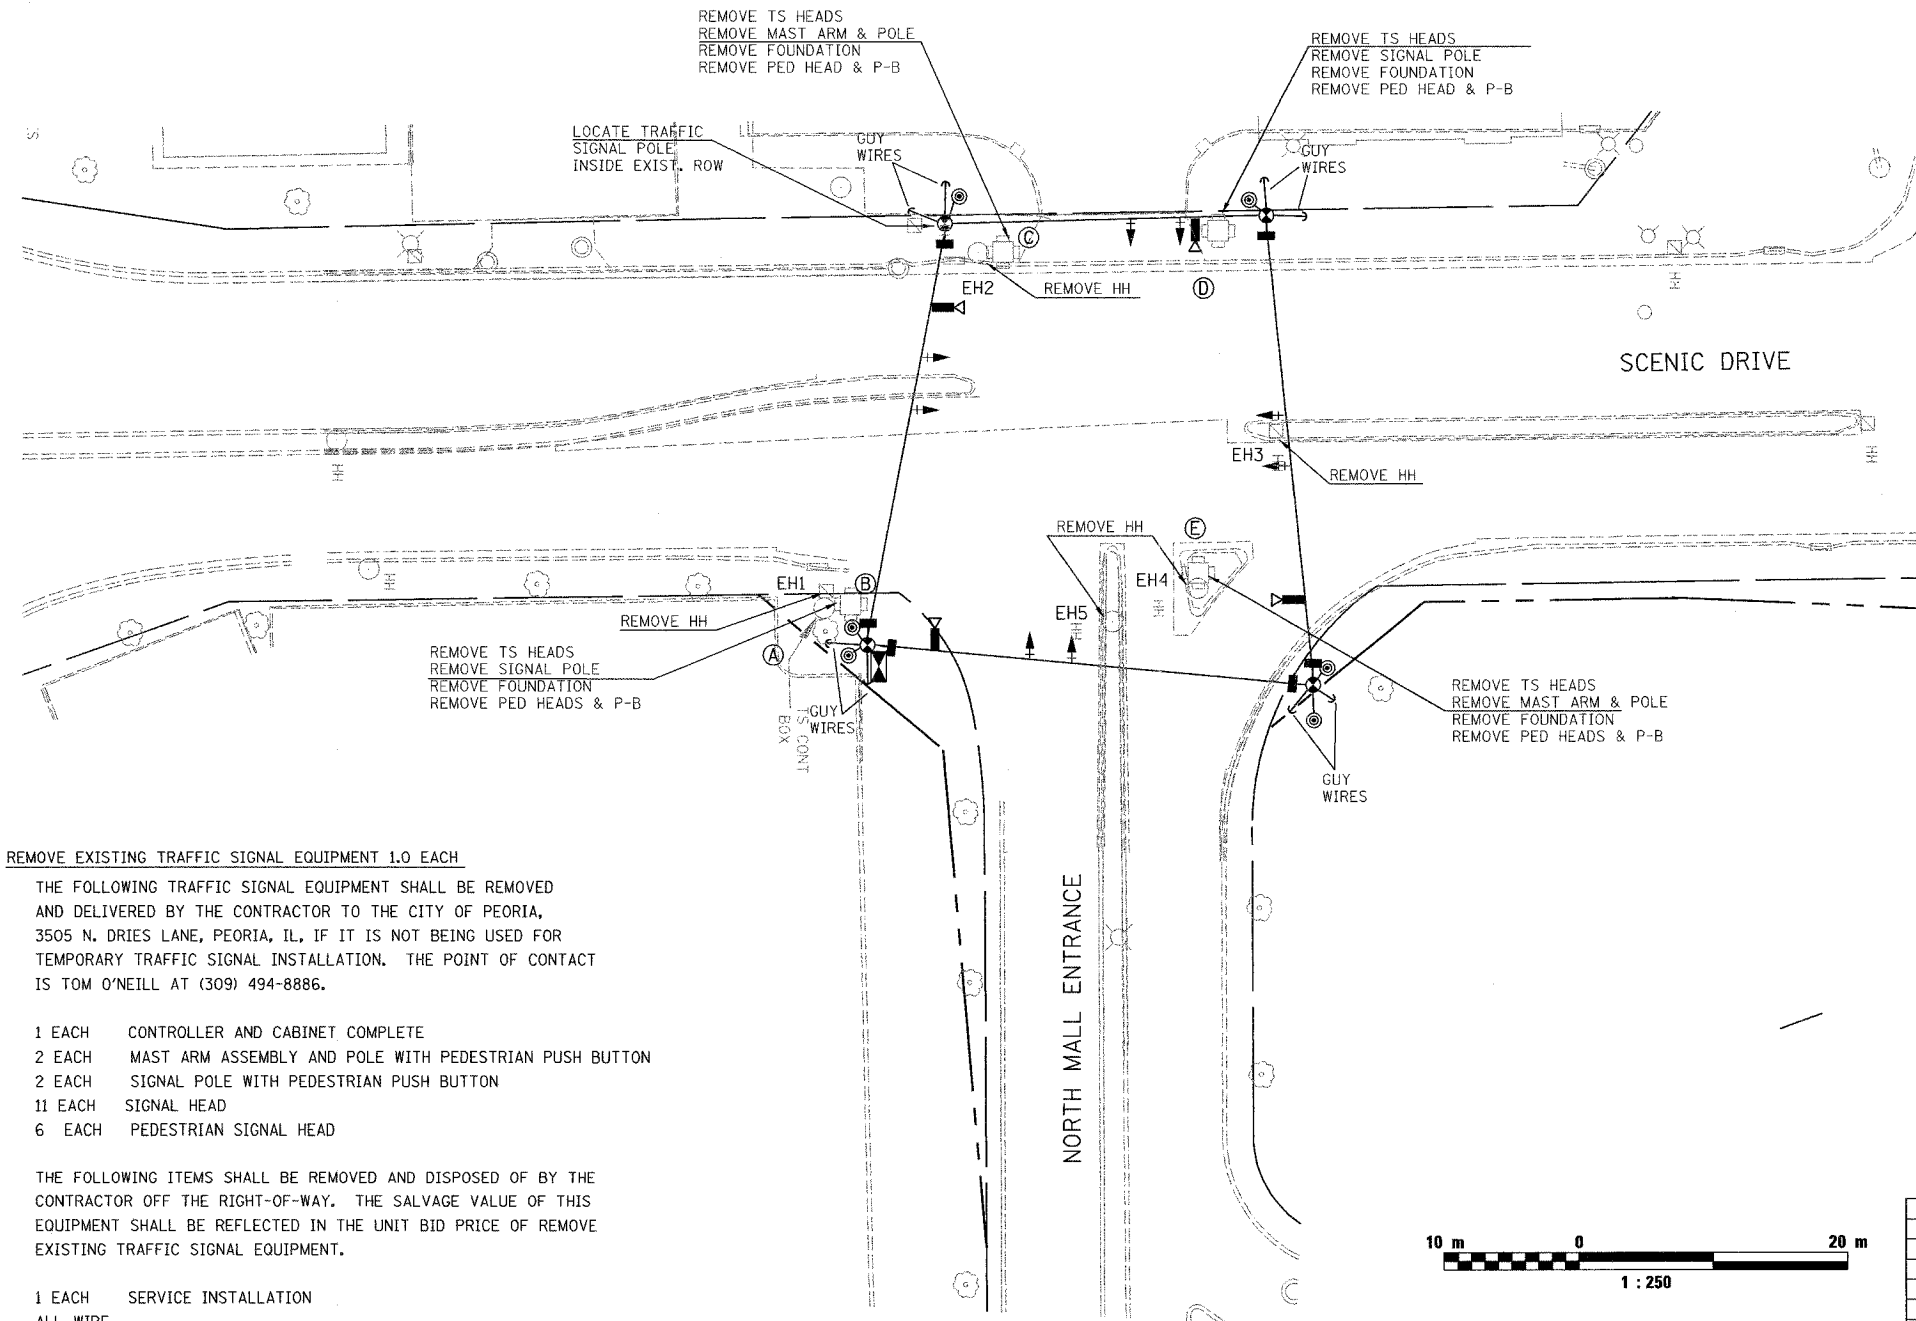 REMOVE TS HEADS
REMOVE MAST ARM & POLE
REMOVE FOUNDATION
REMOVE PED HEAD & P-B
REMOVE TS HEADS
REMOVE SIGNAL POLE
REMOVE FOUNDATION
REMOVE PED HEAD & P-B
LOCATE TRAFFIC
SIGNAL POLE
INSIDE EXIST. ROW
GUY
WIRES
GUY
WIRES
C
EH2
REMOVE HH
D
HH
SCENIC DRIVE
EH3
HH
REMOVE HH
HH
HH
REMOVE HH
E
EH1
B
HH
EH4
HH
EH5
HH
REMOVE HH
A
REMOVE TS HEADS
REMOVE SIGNAL POLE
REMOVE FOUNDATION
REMOVE PED HEADS & P-B
GUY
WIRES
TS CONT
BOX
REMOVE TS HEADS
REMOVE MAST ARM & POLE
REMOVE FOUNDATION
REMOVE PED HEADS & P-B
GUY
WIRES
NORTH MALL ENTRANCE
REMOVE EXISTING TRAFFIC SIGNAL EQUIPMENT 1.0 EACH
THE FOLLOWING TRAFFIC SIGNAL EQUIPMENT SHALL BE REMOVED
AND DELIVERED BY THE CONTRACTOR TO THE CITY OF PEORIA,
3505 N. DRIES LANE, PEORIA, IL, IF IT IS NOT BEING USED FOR
TEMPORARY TRAFFIC SIGNAL INSTALLATION. THE POINT OF CONTACT
IS TOM O'NEILL AT (309) 494-8886.
1 EACH CONTROLLER AND CABINET COMPLETE
2 EACH MAST ARM ASSEMBLY AND POLE WITH PEDESTRIAN PUSH BUTTON
2 EACH SIGNAL POLE WITH PEDESTRIAN PUSH BUTTON
11 EACH SIGNAL HEAD
6 EACH PEDESTRIAN SIGNAL HEAD
THE FOLLOWING ITEMS SHALL BE REMOVED AND DISPOSED OF BY THE
CONTRACTOR OFF THE RIGHT-OF-WAY. THE SALVAGE VALUE OF THIS
EQUIPMENT SHALL BE REFLECTED IN THE UNIT BID PRICE OF REMOVE
EXISTING TRAFFIC SIGNAL EQUIPMENT.
1 EACH SERVICE INSTALLATION
ALL WIRE
10 m 0 20 m
1 : 250